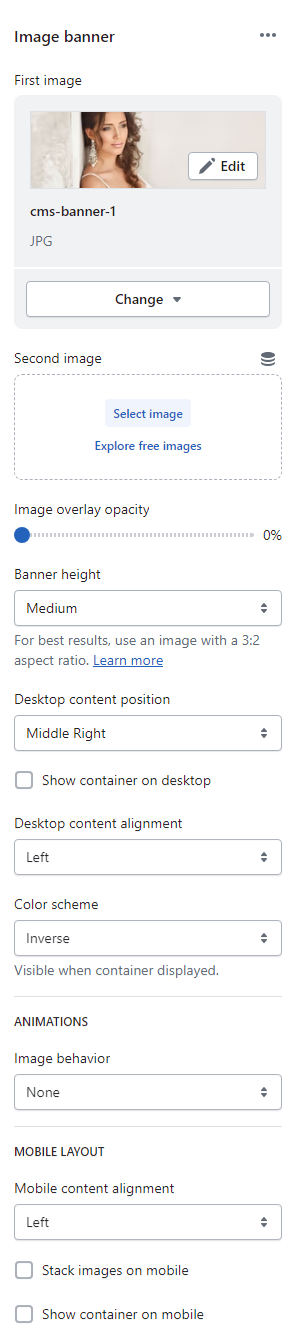 Image banner
First image
Edit
cms-banner-1
JPG
Change
Second image
Select image
Explore free images
Image overlay opacity
0%
Banner height
Medium
For best results, use an image with a 3:2
aspect ratio. Learn more
Desktop content position
Middle Right
Show container on desktop
Desktop content alignment
Left
Color scheme
Inverse
Visible when container displayed.
ANIMATIONS
Image behavior
None
MOBILE LAYOUT
Mobile content alignment
Left
Stack images on mobile
Show container on mobile